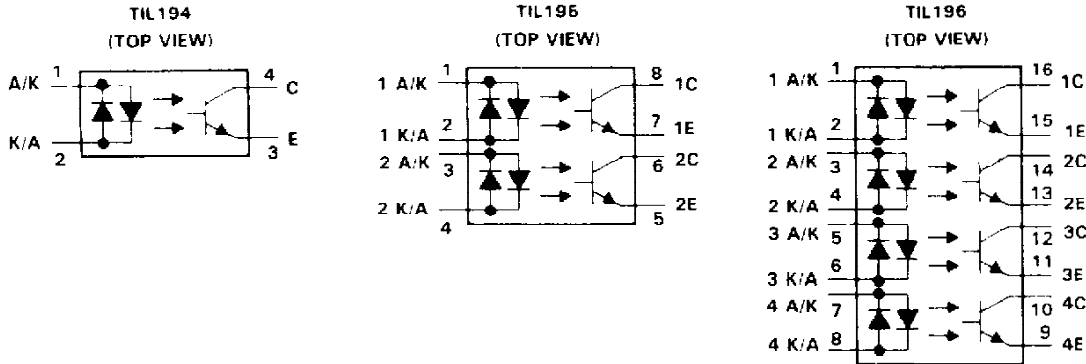 TIL194
(TOP VIEW)
A/K 1
4 C
K/A 2
3 E
TIL195
(TOP VIEW)
1 A/K 1
8 1C
1 K/A 2
7 1E
2 A/K 3
6 2C
2 K/A 4
5 2E
TIL196
(TOP VIEW)
1 A/K 1
16 1C
1 K/A 2
15 1E
2 A/K 3
14 2C
2 K/A 4
13 2E
3 A/K 5
12 3C
3 K/A 6
11 3E
4 A/K 7
10 4C
4 K/A 8
9 4E